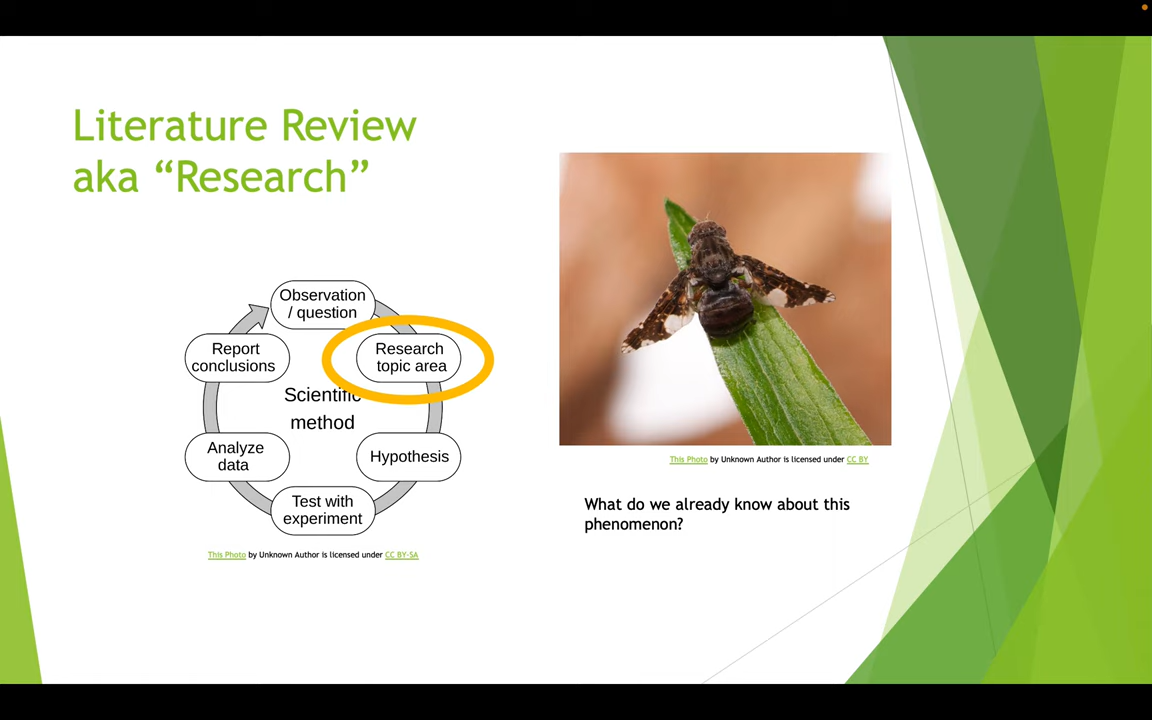 Literature Review
aka “Research”
Observation
/ question
Research
topic area
Report
conclusions
Scientific
method
Analyze
data
Hypothesis
Test with
experiment
This Photo by Unknown Author is licensed under CC BY-SA
This Photo by Unknown Author is licensed under CC BY
What do we already know about this
phenomenon?